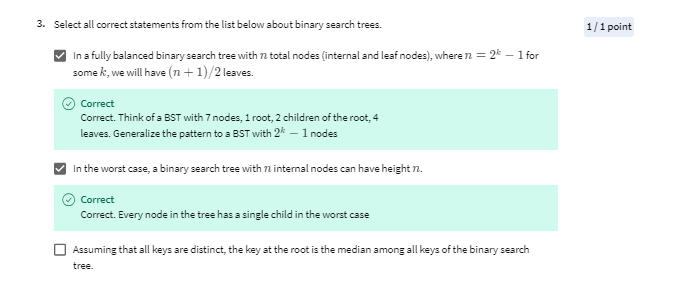 3. Select all correct statements from the list below about binary search trees.
1 / 1 point
In a fully balanced binary search tree with n total nodes (internal and leaf nodes), where n = 2^k − 1 for
some k, we will have (n + 1)/2 leaves.
Correct
Correct. Think of a BST with 7 nodes, 1 root, 2 children of the root, 4
leaves. Generalize the pattern to a BST with 2^k − 1 nodes
In the worst case, a binary search tree with n internal nodes can have height n.
Correct
Correct. Every node in the tree has a single child in the worst case
Assuming that all keys are distinct, the key at the root is the median among all keys of the binary search
tree.